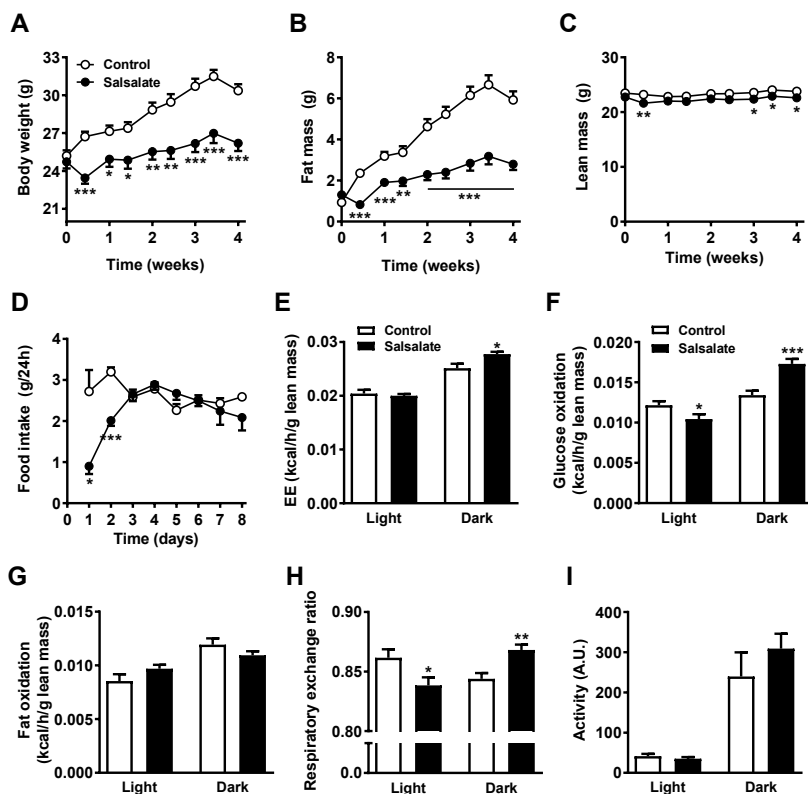 A
Control
Salsalate
Body weight (g)
33
30
27
24
21
***
*
*
**
**
***
***
***
0 1 2 3 4
Time (weeks)
B
Fat mass (g)
8
6
4
2
0
***
***
**
***
0 1 2 3 4
Time (weeks)
C
Lean mass (g)
30
20
10
0
**
*
*
*
0 1 2 3 4
Time (weeks)
D
Food intake (g/24h)
4
3
2
1
0
***
*
0 1 2 3 4 5 6 7 8
Time (days)
E
Control
Salsalate
EE (kcal/h/g lean mass)
0.03
0.02
0.01
0.00
*
Light Dark
F
Control
Salsalate
Glucose oxidation
(kcal/h/g lean mass)
0.020
0.015
0.010
0.005
0.000
*
***
Light Dark
G
Fat oxidation
(kcal/h/g lean mass)
0.015
0.010
0.005
0.000
Light Dark
H
Respiratory exchange ratio
0.90
0.85
0.80
0.0
*
**
Light Dark
I
Activity (A.U.)
400
300
200
100
0
Light Dark